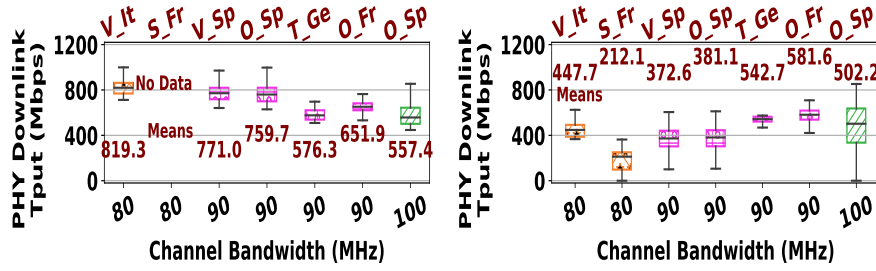 V_It S_Fr V_Sp O_Sp T_Ge O_Fr O_Sp
PHY Downlink
Tput (Mbps)
1200
800
400
0
No Data
Means
819.3
771.0
759.7
576.3
651.9
557.4
80 80 90 90 90 90 100
Channel Bandwidth (MHz)
V_It S_Fr V_Sp O_Sp T_Ge O_Fr O_Sp
PHY Downlink
Tput (Mbps)
1200
800
400
0
447.7
212.1
372.6
381.1
542.7
581.6
502.2
Means
80 80 90 90 90 90 100
Channel Bandwidth (MHz)